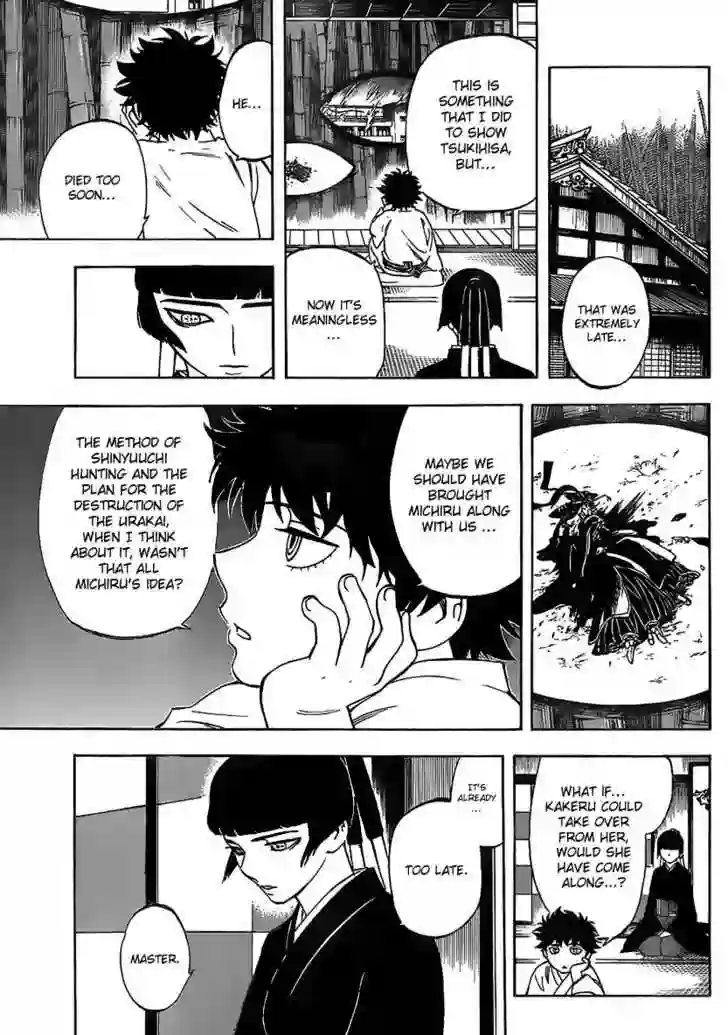 THAT WAS
EXTREMELY
LATE...
THIS IS
SOMETHING
THAT I DID
TO SHOW
TSUKIHISA,
BUT...
NOW IT'S
MEANINGLESS
...
HE...
DIED TOO
SOON...
MAYBE WE
SHOULD HAVE
BROUGHT
MICHIRU ALONG
WITH US ...
THE METHOD OF
SHINYUUCHI
HUNTING AND THE
PLAN FOR THE
DESTRUCTION OF
THE URAKAI,
WHEN I THINK
ABOUT IT, WASN'T
THAT ALL
MICHIRU'S IDEA?
WHAT IF...
KAKERU COULD
TAKE OVER
FROM HER,
WOULD SHE
HAVE COME
ALONG...?
IT'S
ALREADY
...
TOO LATE.
MASTER.